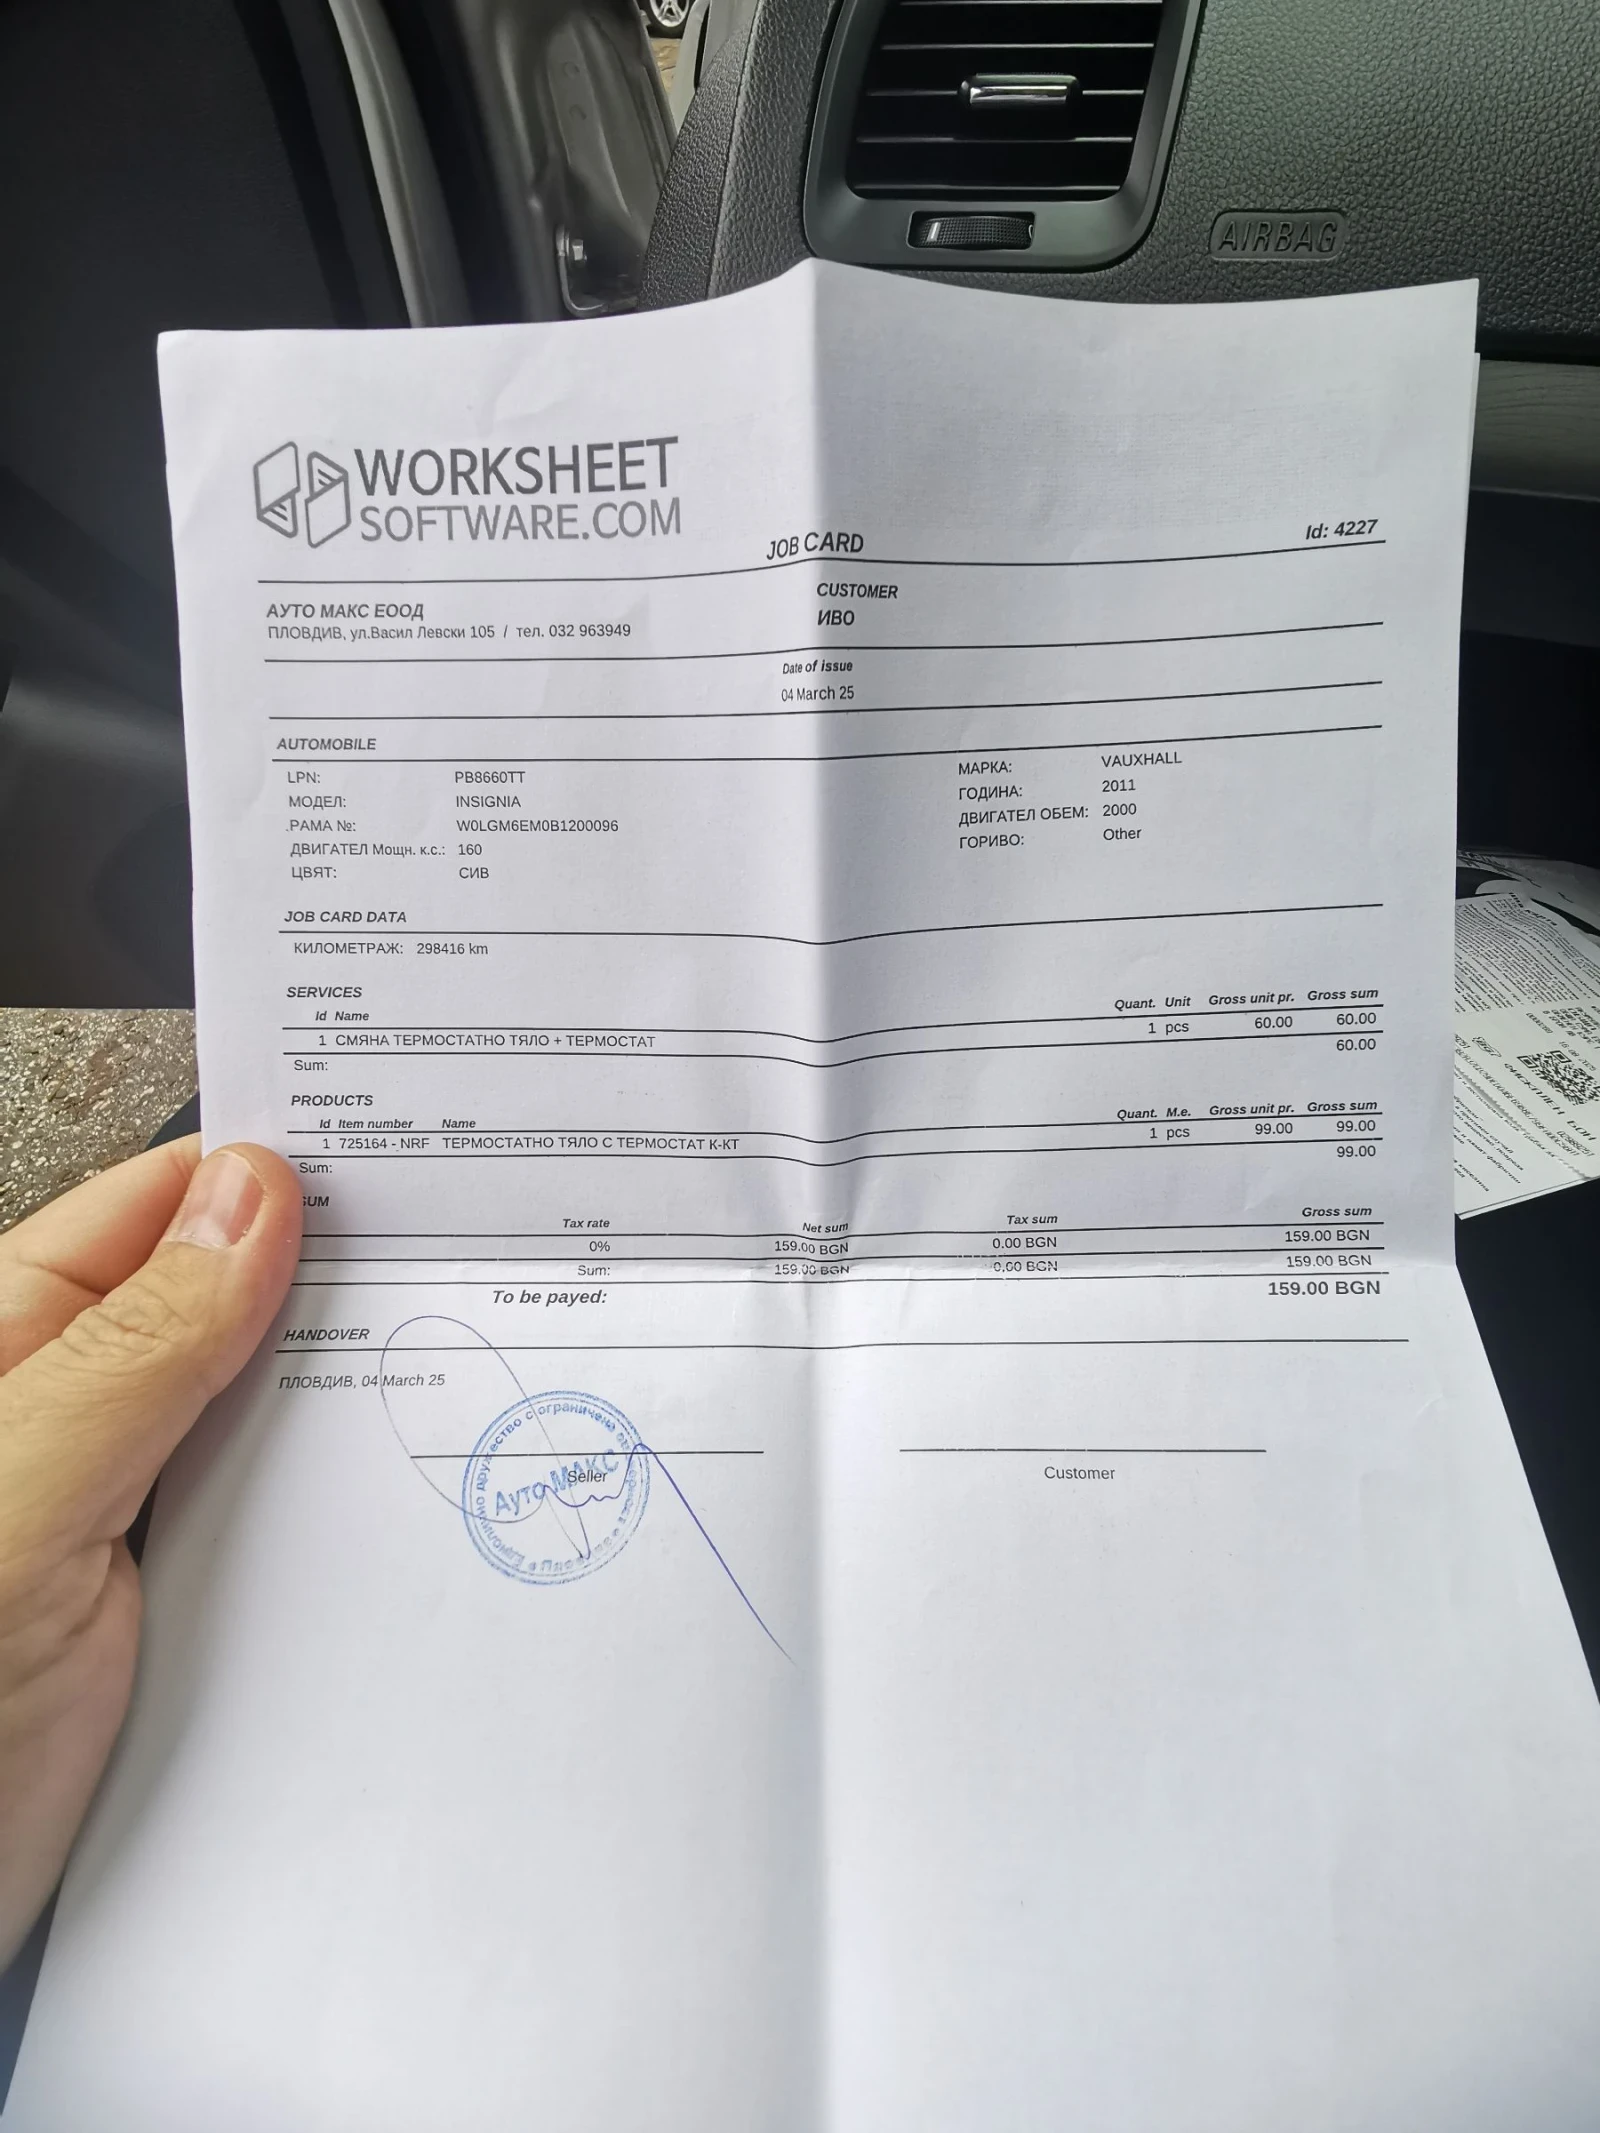 AIRBAG
WORKSHEET
SOFTWARE.COM
JOB CARD
Id: 4227
АУТО МАКС ЕООД
ПЛОВДИВ, ул.Васил Левски 105 / тел. 032 963949
CUSTOMER
ИВО
Date of issue
04 March 25
AUTOMOBILE
LPN: PB8660TT
МАРКА: VAUXHALL
МОДЕЛ: INSIGNIA
ГОДИНА: 2011
.РАМА №: W0LGM6EM0B1200096
ДВИГАТЕЛ ОБЕМ: 2000
ДВИГАТЕЛ Мощн. к.с.: 160
ГОРИВО: Other
ЦВЯТ: СИВ
JOB CARD DATA
КИЛОМЕТРАЖ: 298416 km
SERVICES
Id Name Quant. Unit Gross unit pr. Gross sum
1 СМЯНА ТЕРМОСТАТНО ТЯЛО + ТЕРМОСТАТ 1 pcs 60.00 60.00
Sum: 60.00
PRODUCTS
Id Item number Name Quant. M.e. Gross unit pr. Gross sum
1 725164 - NRF ТЕРМОСТАТНО ТЯЛО С ТЕРМОСТАТ К-КТ 1 pcs 99.00 99.00
Sum: 99.00
SUM
Tax rate Net sum Tax sum Gross sum
0% 159.00 BGN 0.00 BGN 159.00 BGN
Sum: 159.00 BGN 0.00 BGN 159.00 BGN
To be payed: 159.00 BGN
HANDOVER
ПЛОВДИВ, 04 March 25
Seller
Customer
Ауто МАКС
дружество с ограничена